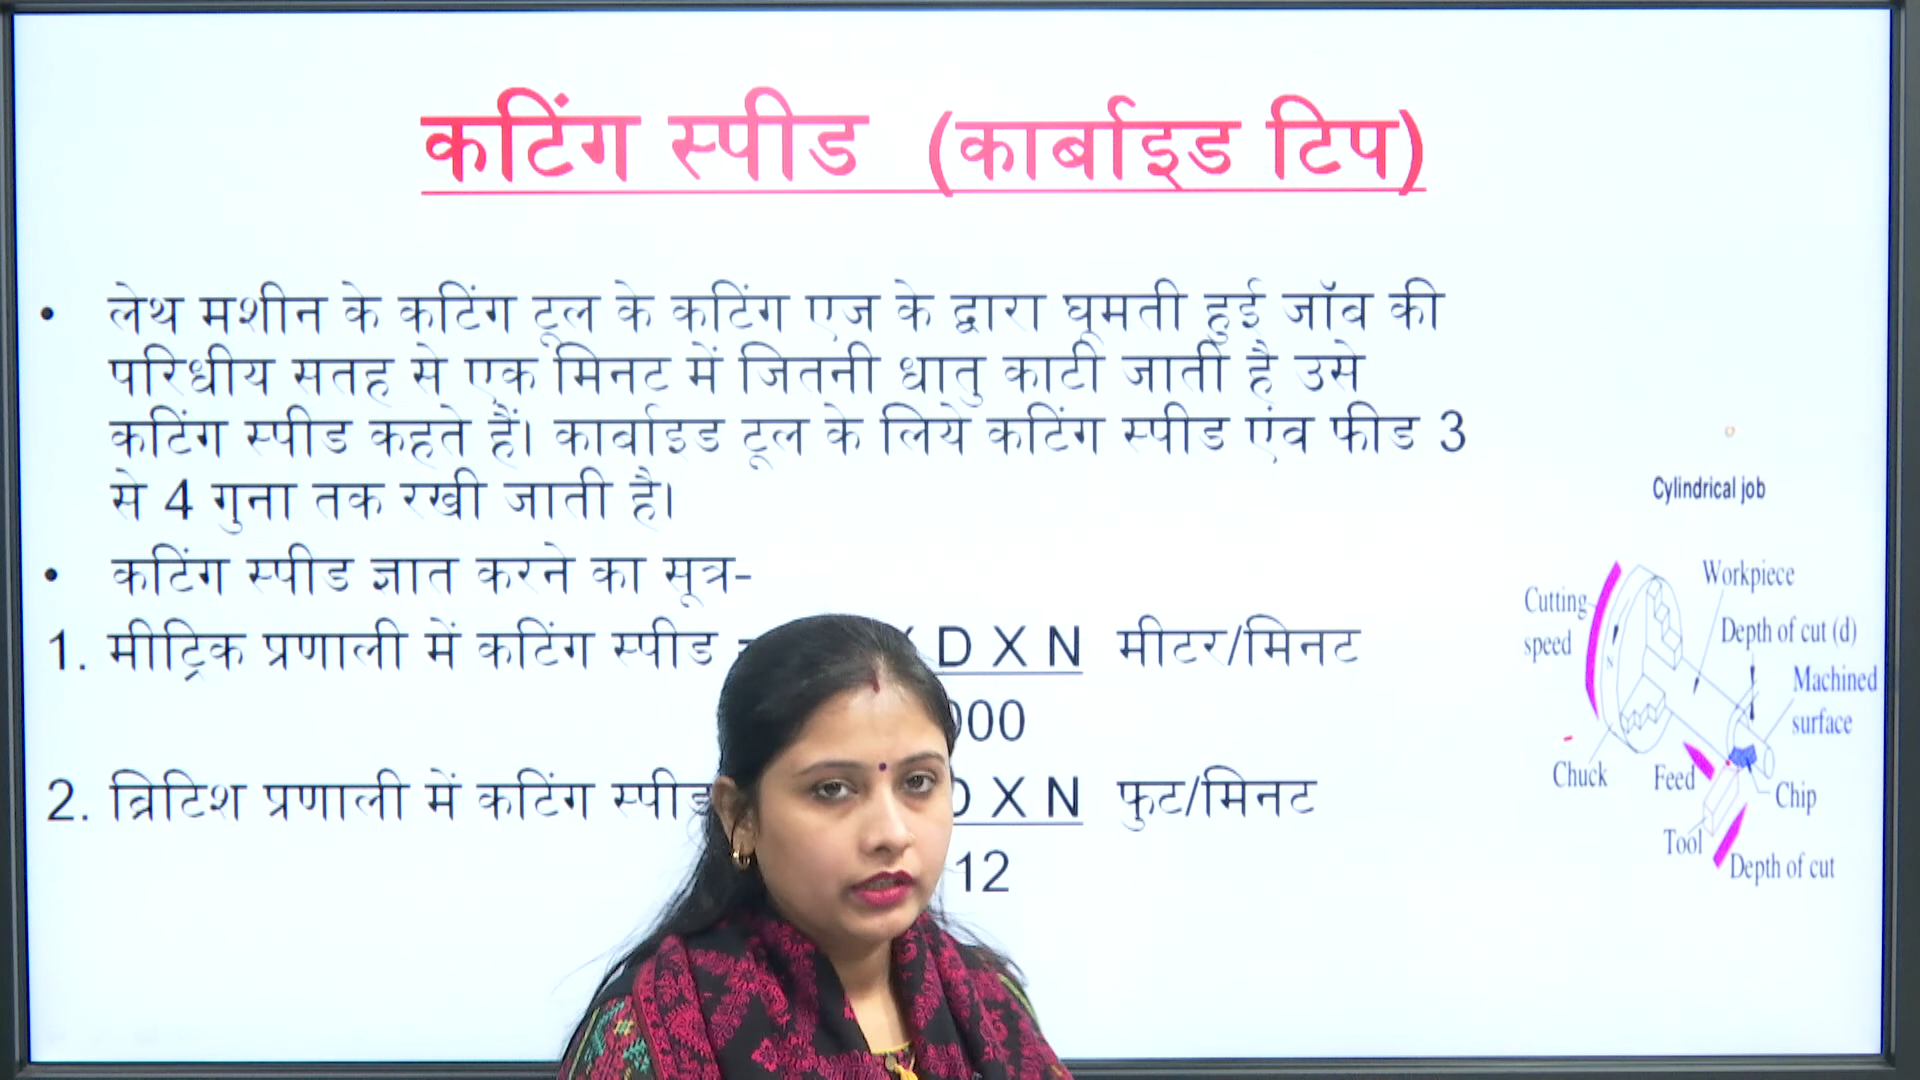 कटिंग स्पीड (कार्बाइड टिप)
• लेथ मशीन के कटिंग टूल के कटिंग एज के द्वारा घूमती हुई जॉव की
परिधीय सतह से एक मिनट में जितनी धातु काटी जाती है उसे
कटिंग स्पीड कहते हैं। कार्वाइड टूल के लिये कटिंग स्पीड एंव फीड 3
से 4 गुना तक रखी जाती है।
• कटिंग स्पीड ज्ञात करने का सूत्र-
1. मीट्रिक प्रणाली में कटिंग स्पीड D X N मीटर/मिनट
000
2. ब्रिटिश प्रणाली में कटिंग स्पीड X N फुट/मिनट
12
Cylindrical job
Workpiece
Cutting
speed
Depth of cut (d)
Machined
surface
N
Chuck
Feed
Chip
Tool
Depth of cut